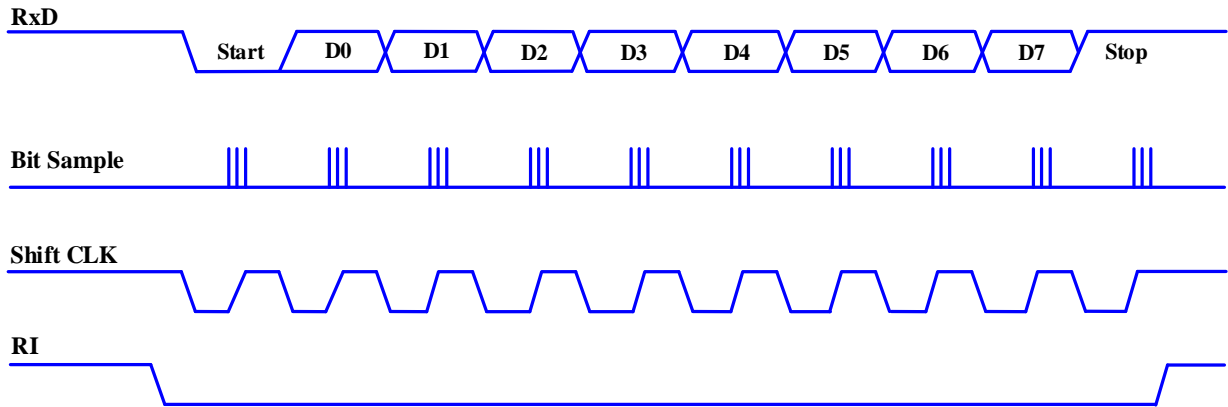 RxD
Start D0 D1 D2 D3 D4 D5 D6 D7 Stop
Bit Sample
Shift CLK
RI